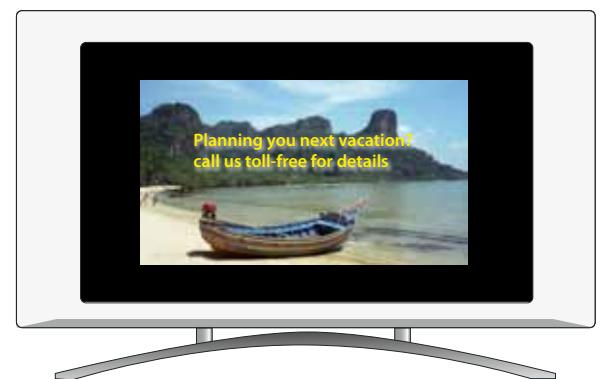 Planning you next vacation?
call us toll-free for details